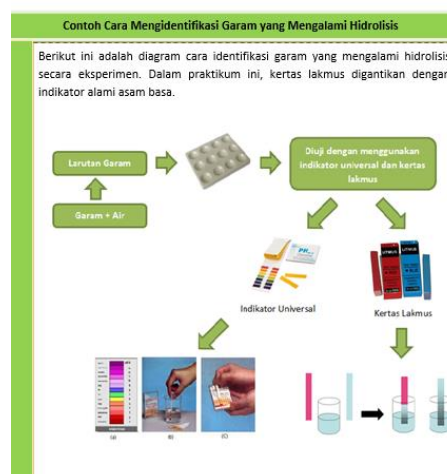 Contoh Cara Mengidentifikasi Garam yang Mengalami Hidrolisis
Berikut ini adalah diagram cara identifikasi garam yang mengalami hidrolisis
secara eksperimen. Dalam praktikum ini, kertas lakmus digantikan dengan
indikator alami asam basa.
Larutan Garam
Diuji dengan menggunakan
indikator universal dan kertas
lakmus
Garam + Air
LITMUS
LITMUS
Indikator Universal
Kertas Lakmus
(a)
(b)
(c)